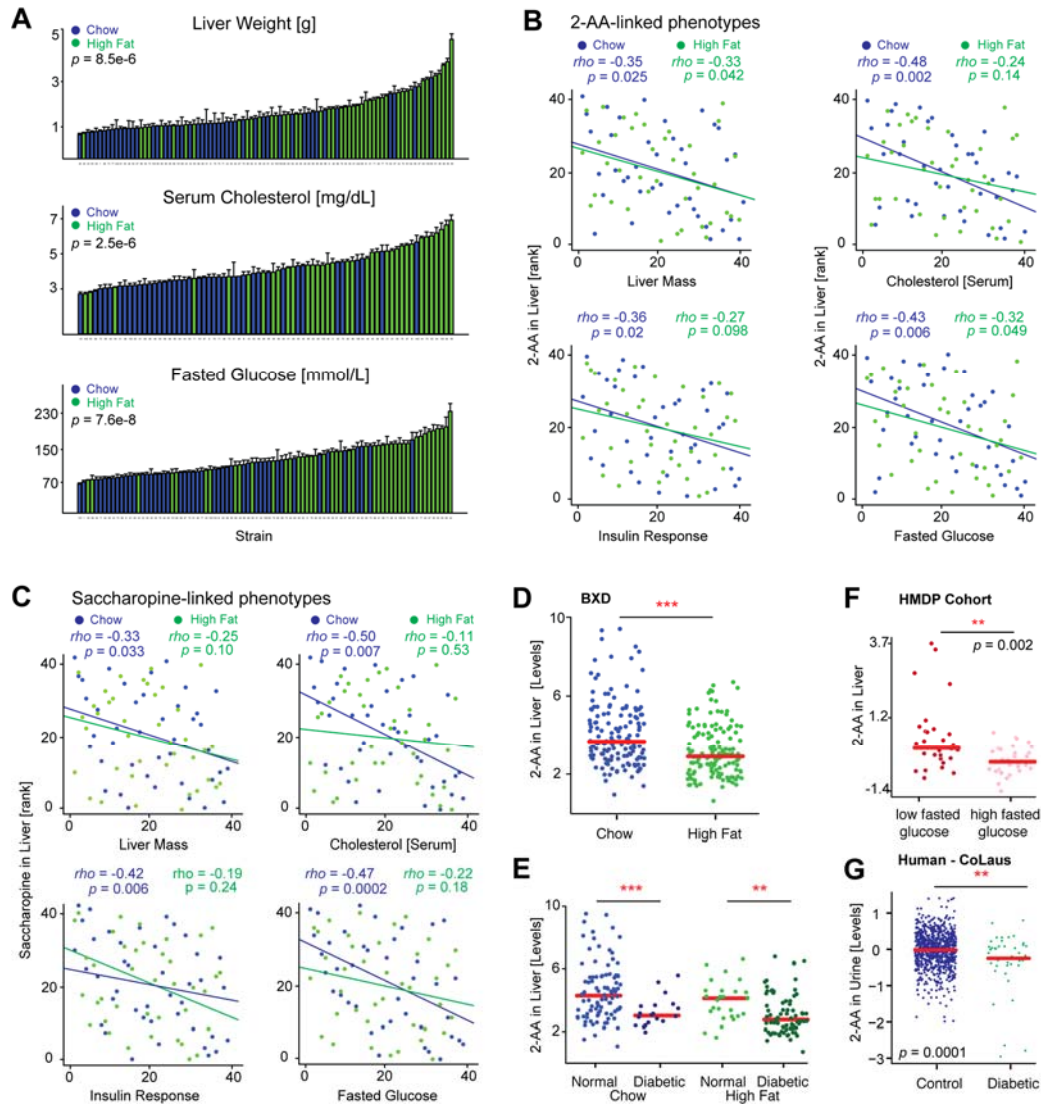 A
Liver Weight [g]
Chow
High Fat
p = 8.5e-6
5
3
1
Serum Cholesterol [mg/dL]
Chow
High Fat
p = 2.5e-6
7
5
3
Fasted Glucose [mmol/L]
Chow
High Fat
p = 7.6e-8
230
150
70
Strain
B
2-AA-linked phenotypes
Chow High Fat
rho = -0.35 rho = -0.33
p = 0.025 p = 0.042
40
20
0
0 20 40
Liver Mass
Chow High Fat
rho = -0.48 rho = -0.24
p = 0.002 p = 0.14
40
20
0
0 20 40
Cholesterol [Serum]
2-AA in Liver [rank]
2-AA in Liver [rank]
rho = -0.36 rho = -0.27
p = 0.02 p = 0.098
40
20
0
0 20 40
Insulin Response
rho = -0.43 rho = -0.32
p = 0.006 p = 0.049
40
20
0
0 20 40
Fasted Glucose
C
Saccharopine-linked phenotypes
Chow High Fat
rho = -0.33 rho = -0.25
p = 0.033 p = 0.10
40
20
0
0 20 40
Liver Mass
Chow High Fat
rho = -0.50 rho = -0.11
p = 0.007 p = 0.53
40
20
0
0 20 40
Cholesterol [Serum]
Saccharopine in Liver [rank]
rho = -0.42 rho = -0.19
p = 0.006 p = 0.24
40
20
0
0 20 40
Insulin Response
rho = -0.47 rho = -0.22
p = 0.0002 p = 0.18
40
20
0
0 20 40
Fasted Glucose
D
BXD
***
2-AA in Liver [Levels]
10
6
2
Chow High Fat
E
*** **
2-AA in Liver [Levels]
10
6
2
Normal Diabetic Normal Diabetic
Chow High Fat
F
HMDP Cohort
**
p = 0.002
2-AA in Liver
3.7
1.2
-1.4
low fasted high fasted
glucose glucose
G
Human - CoLaus
**
2-AA in Urine [Levels]
1
0
-1
-2
-3
p = 0.0001
Control Diabetic